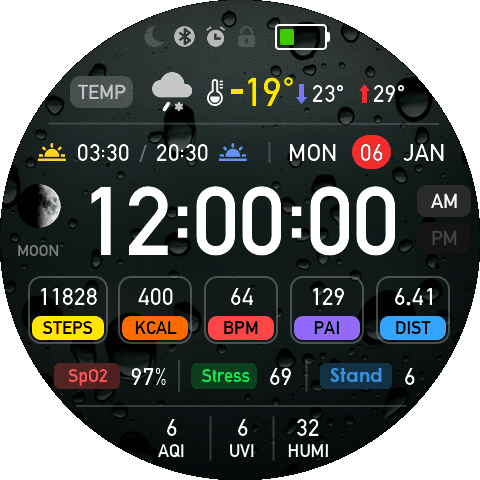 TEMP -19° 23° 29°
03:30 / 20:30 MON 06 JAN
12:00:00 AM
MOON PM
11828 400 64 129 6.41
STEPS KCAL BPM PAI DIST
SpO2 97% Stress 69 Stand 6
6 6 32
AQI UVI HUMI